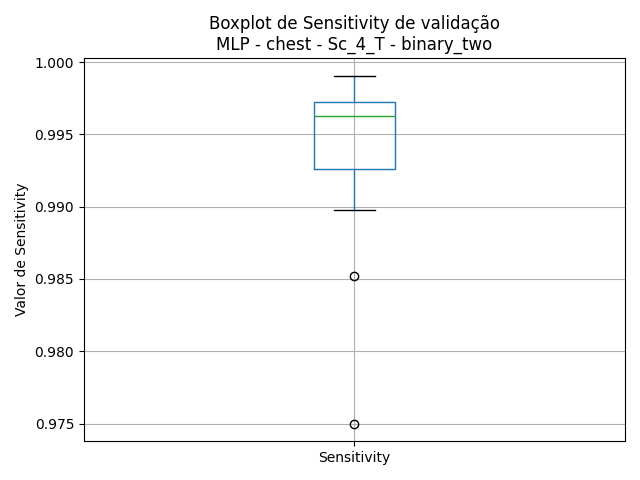 Boxplot de Sensitivity de validação
MLP - chest - Sc_4_T - binary_two
1.000
0.995
0.990
0.985
0.980
0.975
Valor de Sensitivity
Sensitivity